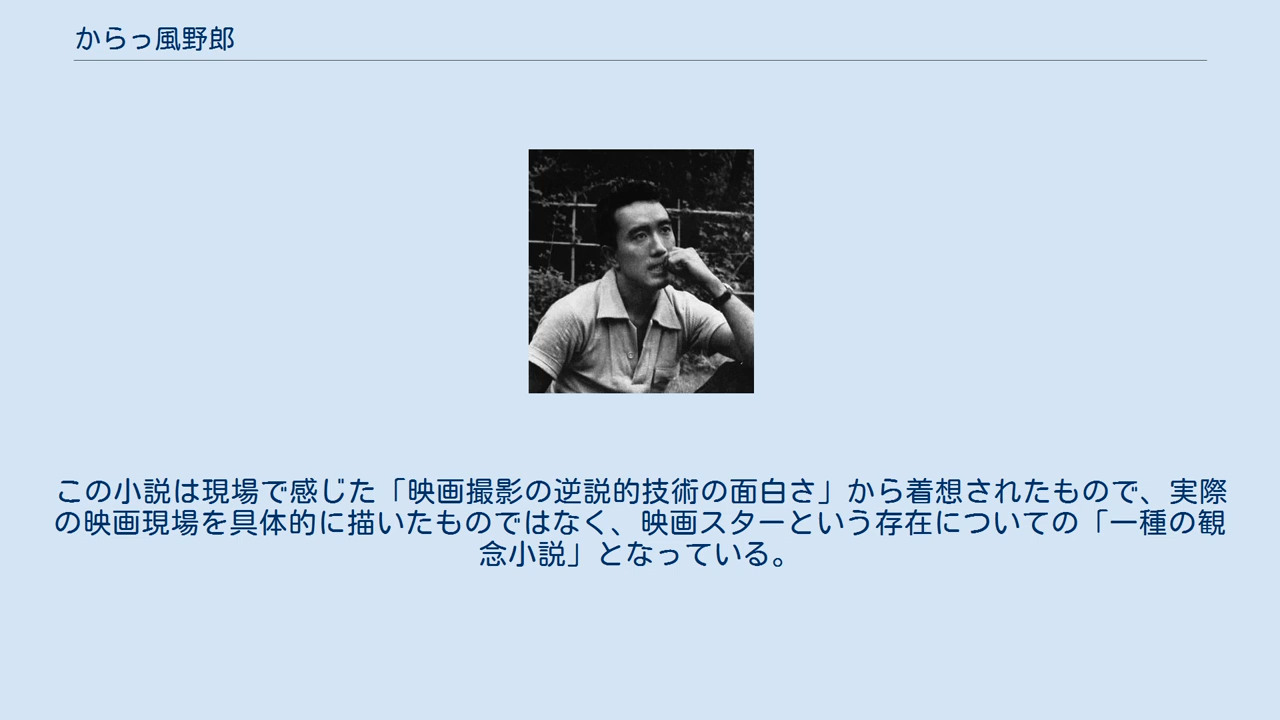 からっ風野郎
この小説は現場で感じた「映画撮影の逆説的技術の面白さ」から着想されたもので、実際
の映画現場を具体的に描いたものではなく、映画スターという存在についての「一種の観
念小説」となっている。